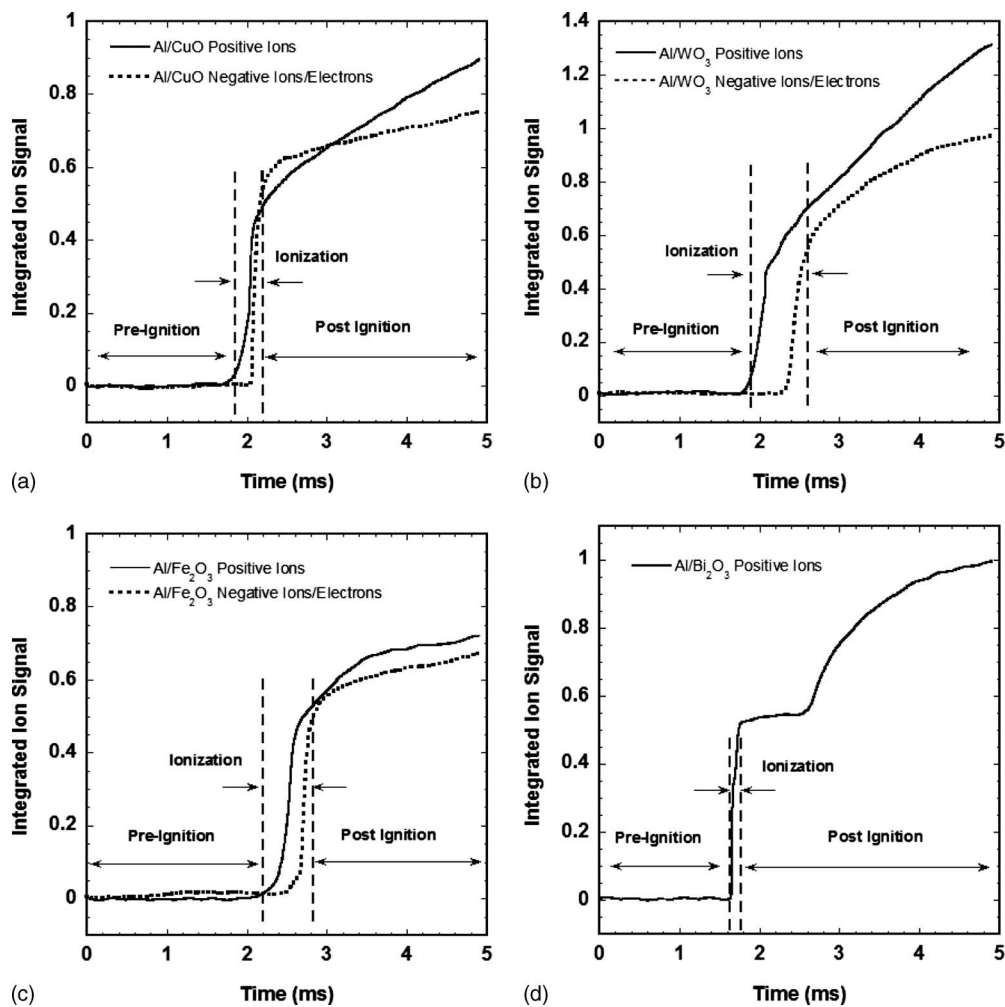 1
0.8
0.6
0.4
0.2
0
Integrated Ion Signal
Al/CuO Positive Ions
Al/CuO Negative Ions/Electrons
Ionization
Pre-Ignition
Post Ignition
0 1 2 3 4 5
Time (ms)
(a)
1.4
1.2
1
0.8
0.6
0.4
0.2
0
Integrated Ion Signal
Al/WO3 Positive Ions
Al/WO3 Negative Ions/Electrons
Ionization
Pre-Ignition
Post Ignition
0 1 2 3 4 5
Time (ms)
(b)
1
0.8
0.6
0.4
0.2
0
Integrated Ion Signal
Al/Fe2O3 Positive Ions
Al/Fe2O3 Negative Ions/Electrons
Ionization
Pre-Ignition
Post Ignition
0 1 2 3 4 5
Time (ms)
(c)
1
0.8
0.6
0.4
0.2
0
Integrated Ion Signal
Al/Bi2O3 Positive Ions
Ionization
Pre-Ignition
Post Ignition
0 1 2 3 4 5
Time (ms)
(d)